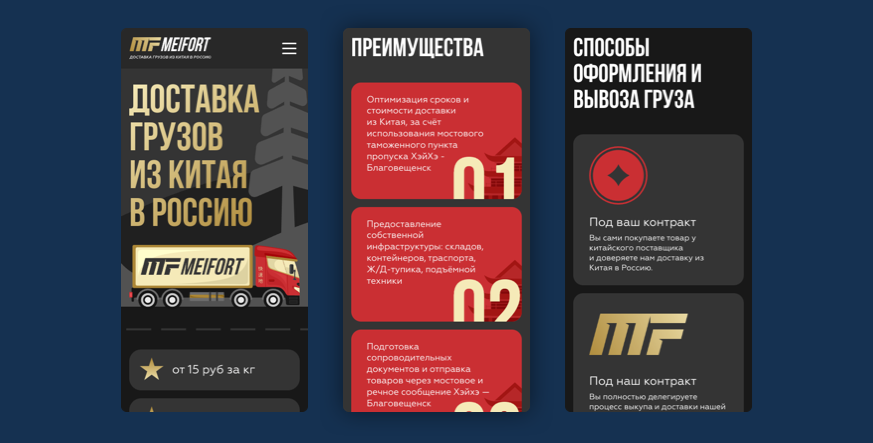 MF MEIFORT
ДОСТАВКА ГРУЗОВ ИЗ КИТАЯ В РОССИЮ
ДОСТАВКА
ГРУЗОВ
ИЗ КИТАЯ
В РОССИЮ
MF MEIFORT
от 15 руб за кг
ПРЕИМУЩЕСТВА
Оптимизация сроков и
стоимости доставки
из Китая, за счёт
использования мостового
таможенного пункта
пропуска ХэйХэ -
Благовещенск
01
Предоставление
собственной
инфраструктуры: складов,
контейнеров, траспорта,
Ж/Д-тупика, подъёмной
техники
02
Подготовка
сопроводительных
документов и отправка
товаров через мостовое и
речное сообщение Хэйхэ —
Благовещенск
СПОСОБЫ
ОФОРМЛЕНИЯ И
ВЫВОЗА ГРУЗА
Под ваш контракт
Вы сами покупаете товар у
китайского поставщика
и доверяете нам доставку из
Китая в Россию.
MF
Под наш контракт
Вы полностью делегируете
процесс выкупа и доставки нашей